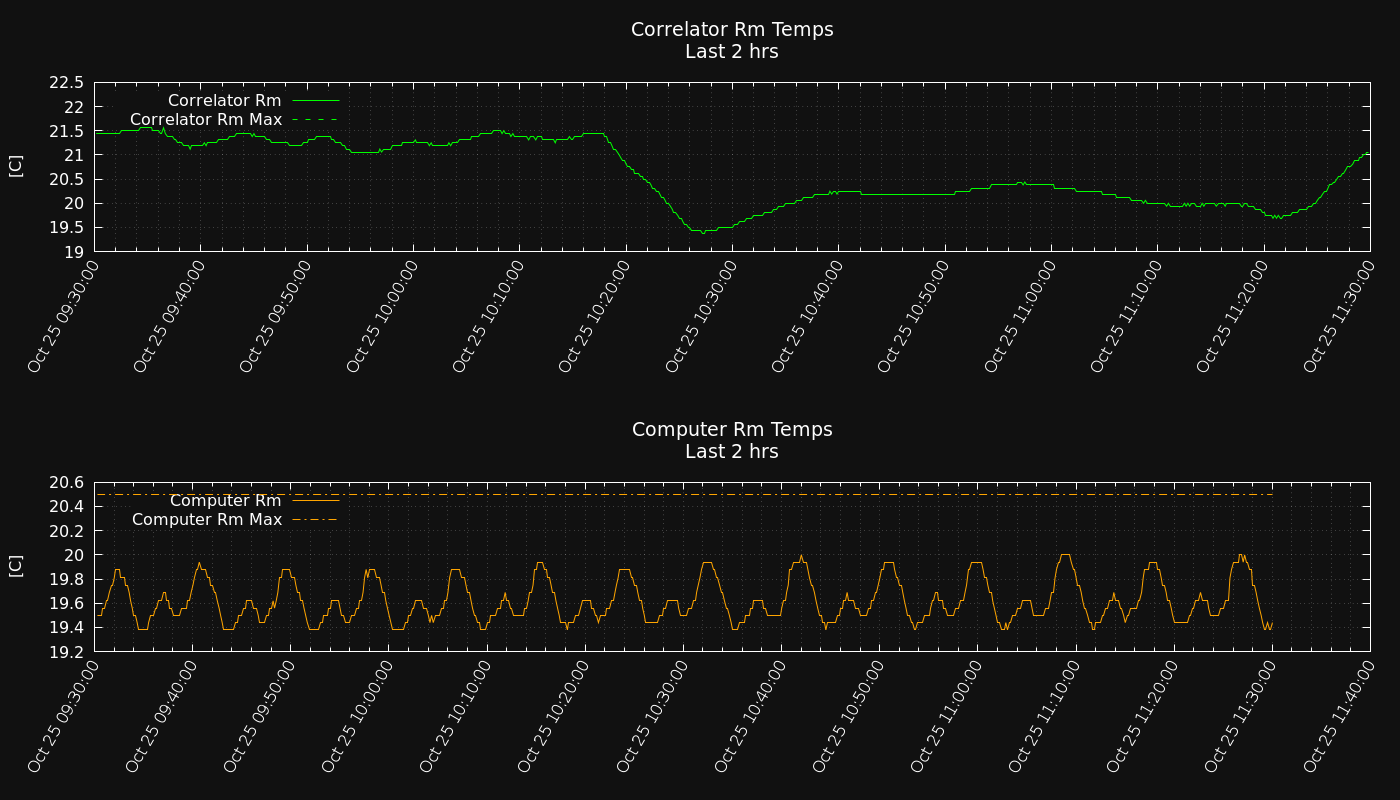 Correlator Rm Temps
Last 2 hrs
22.5
22
21.5
21
20.5
20
19.5
19
[C]
Correlator Rm
Correlator Rm Max
Oct 25 09:30:00
Oct 25 09:40:00
Oct 25 09:50:00
Oct 25 10:00:00
Oct 25 10:10:00
Oct 25 10:20:00
Oct 25 10:30:00
Oct 25 10:40:00
Oct 25 10:50:00
Oct 25 11:00:00
Oct 25 11:10:00
Oct 25 11:20:00
Oct 25 11:30:00
Computer Rm Temps
Last 2 hrs
20.6
20.4
20.2
20
19.8
19.6
19.4
19.2
[C]
Computer Rm
Computer Rm Max
Oct 25 09:30:00
Oct 25 09:40:00
Oct 25 09:50:00
Oct 25 10:00:00
Oct 25 10:10:00
Oct 25 10:20:00
Oct 25 10:30:00
Oct 25 10:40:00
Oct 25 10:50:00
Oct 25 11:00:00
Oct 25 11:10:00
Oct 25 11:20:00
Oct 25 11:30:00
Oct 25 11:40:00